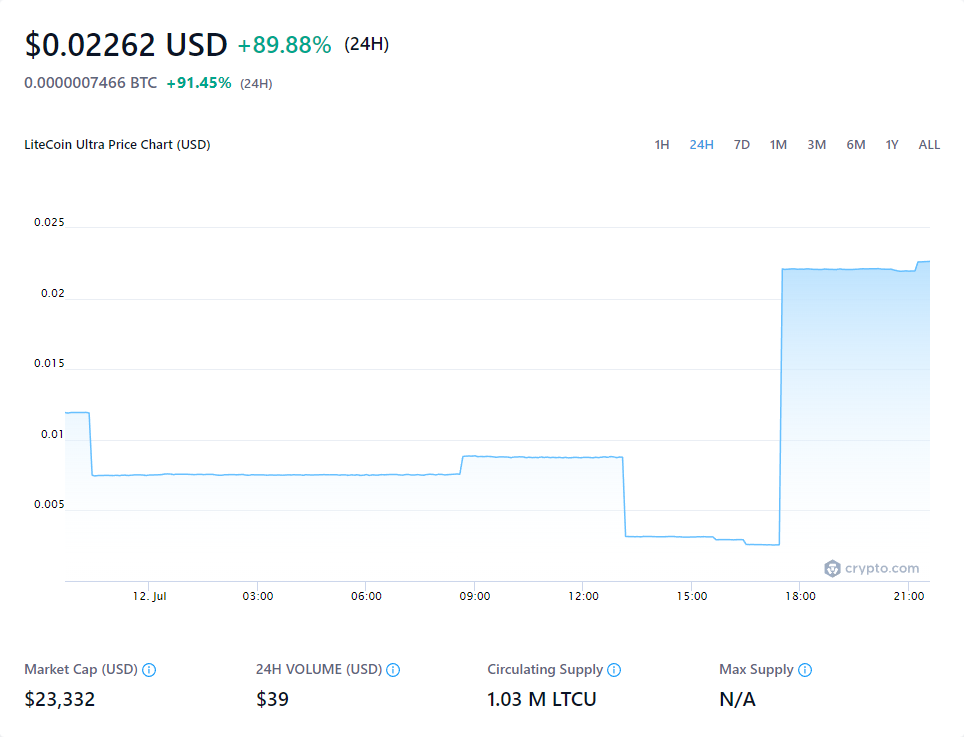 $0.02262 USD +89.88% (24H)
0.0000007466 BTC +91.45% (24H)
LiteCoin Ultra Price Chart (USD) 1H 24H 7D 1M 3M 6M 1Y ALL
0.025
0.02
0.015
0.01
0.005
crypto.com
12. Jul 03:00 06:00 09:00 12:00 15:00 18:00 21:00
Market Cap (USD) 24H VOLUME (USD) Circulating Supply Max Supply
$23,332 $39 1.03 M LTCU N/A